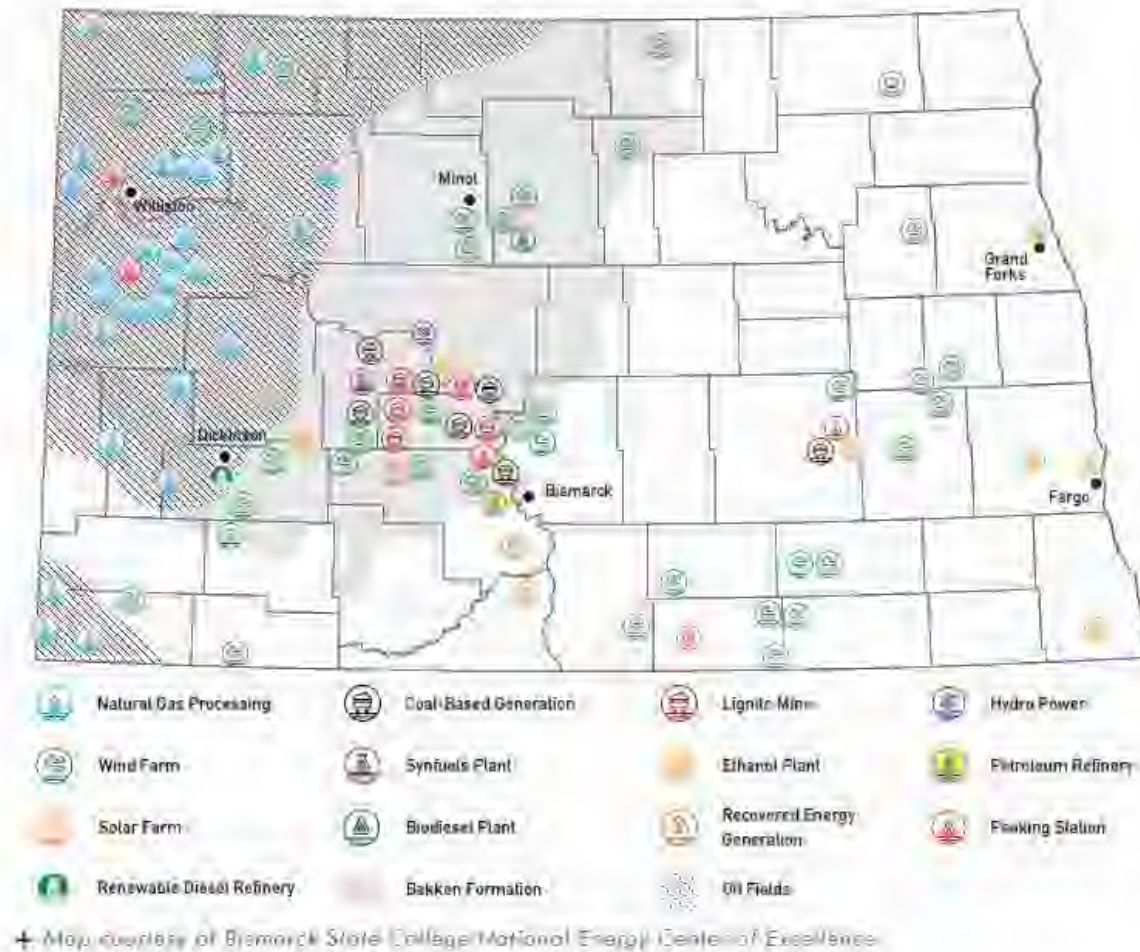 Minot
Williston
Grand
Forks
Dickinson
Bismarck
Fargo
Natural Gas Processing
Coal-Based Generation
Lignite Mine
Hydro Power
Wind Farm
Synfuels Plant
Ethanol Plant
Petroleum Refinery
Solar Farm
Biodiesel Plant
Recovered Energy
Generation
Peaking Station
Renewable Diesel Refinery
Bakken Formation
Oil Fields
+ Map courtesy of Bismarck State College National Energy Center of Excellence